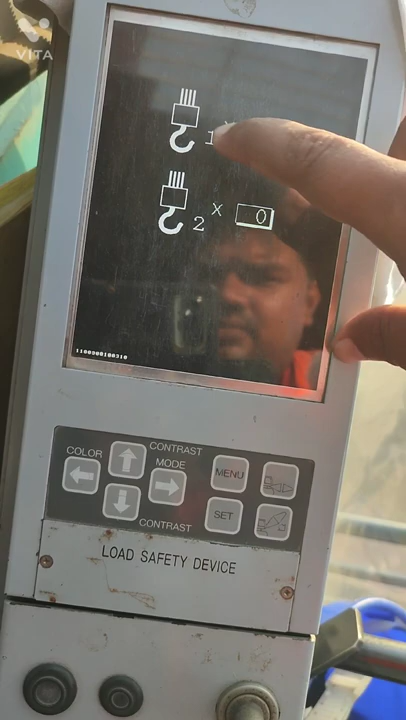 VITA
1
2 x 0
COLOR
CONTRAST
MODE
MENU
SET
CONTRAST
LOAD SAFETY DEVICE